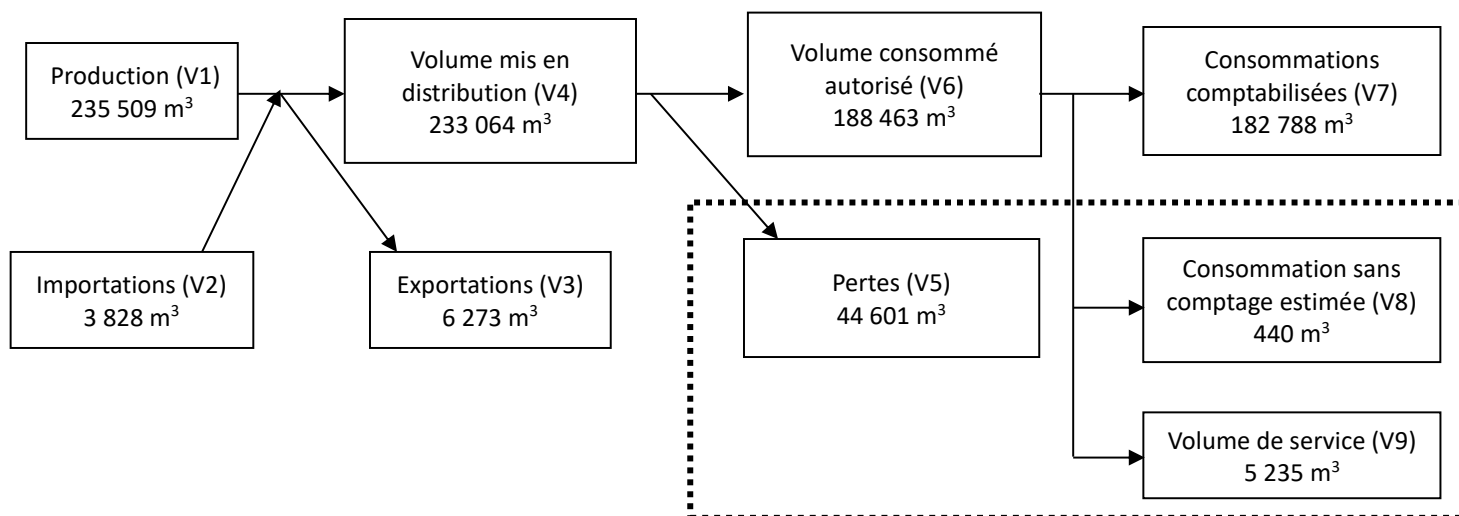 Production (V1)
235 509 m³
Volume mis en
distribution (V4)
233 064 m³
Volume consommé
autorisé (V6)
188 463 m³
Consommations
comptabilisées (V7)
182 788 m³
Importations (V2)
3 828 m³
Exportations (V3)
6 273 m³
Pertes (V5)
44 601 m³
Consommation sans
comptage estimée (V8)
440 m³
Volume de service (V9)
5 235 m³